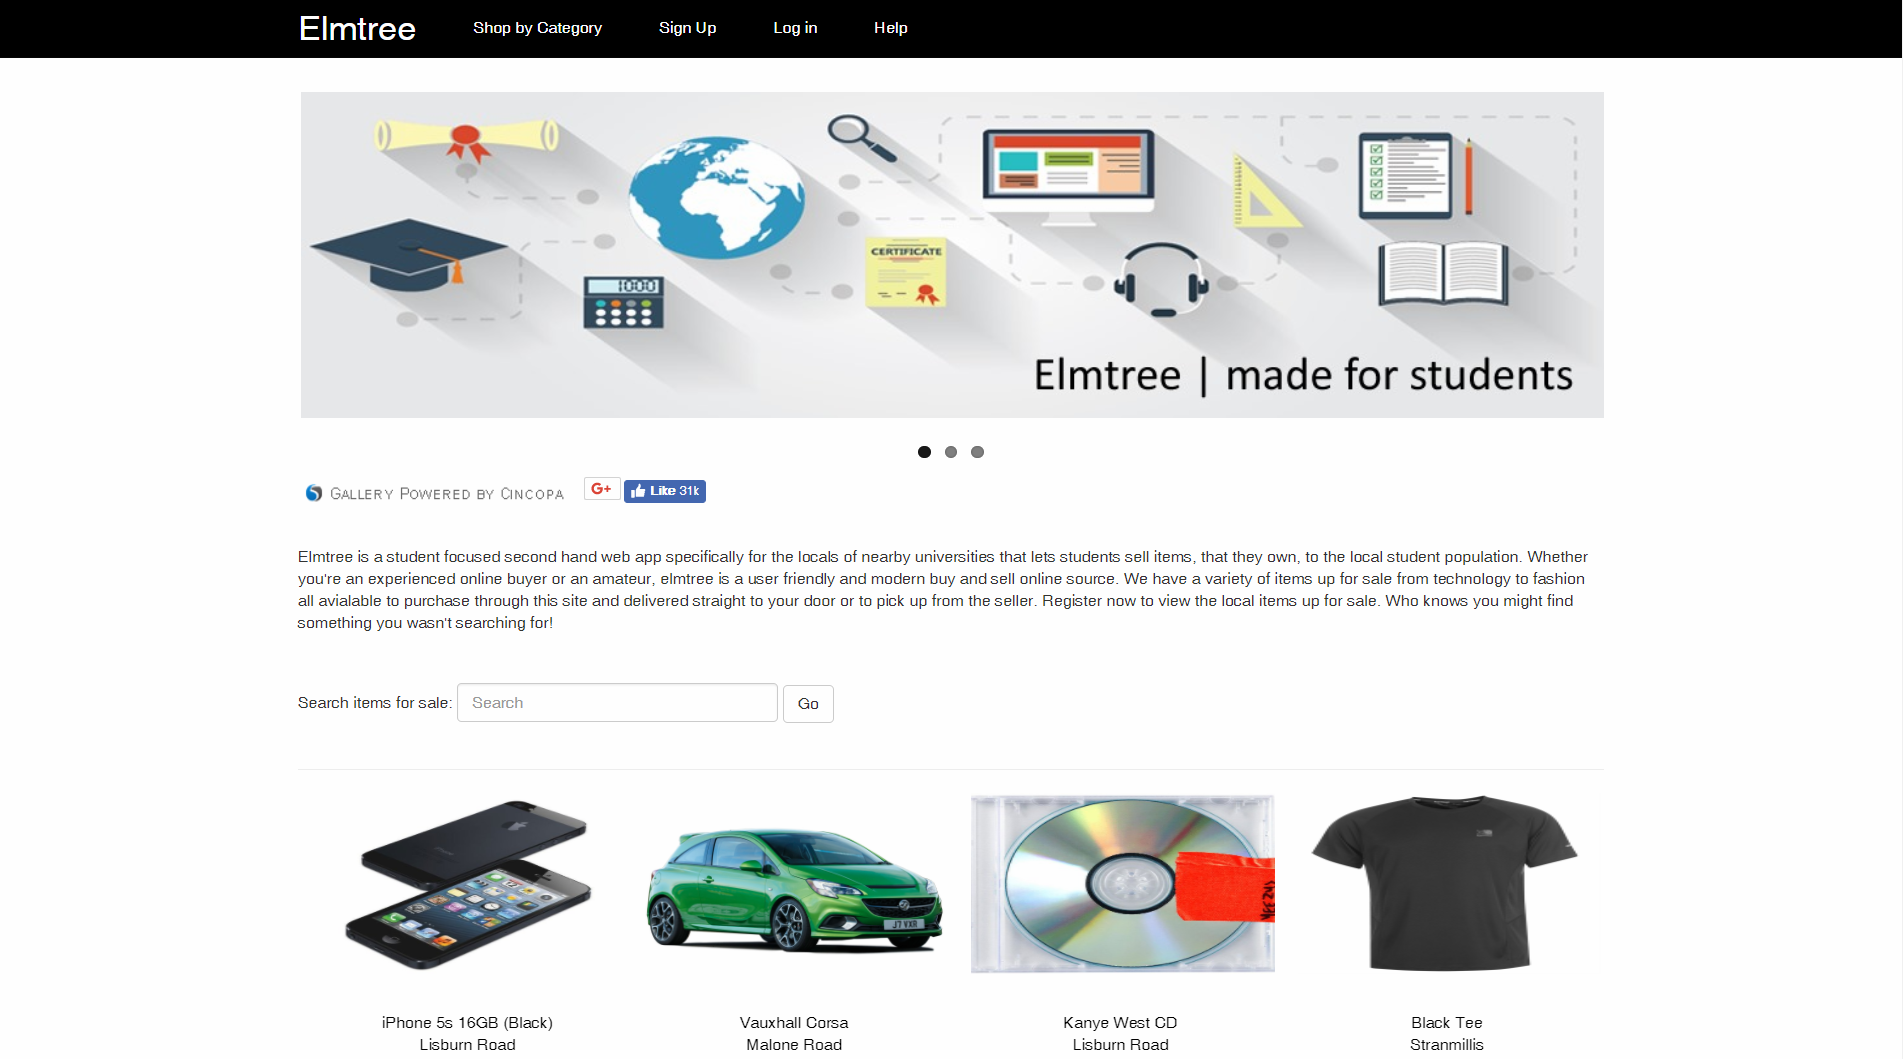 Elmtree
Shop by Category
Sign Up
Log in
Help
1000
CERTIFICATE
Elmtree | made for students
GALLERY POWERED BY CINCOPA
G+
Like 31k
Elmtree is a student focused second hand web app specifically for the locals of nearby universities that lets students sell items, that they own, to the local student population. Whether
you're an experienced online buyer or an amateur, elmtree is a user friendly and modern buy and sell online source. We have a variety of items up for sale from technology to fashion
all avialable to purchase through this site and delivered straight to your door or to pick up from the seller. Register now to view the local items up for sale. Who knows you might find
something you wasn't searching for!
Search items for sale:
Search
Go
J7 VXR
YEEZUS
iPhone 5s 16GB (Black)
Lisburn Road
Vauxhall Corsa
Malone Road
Kanye West CD
Lisburn Road
Black Tee
Stranmillis